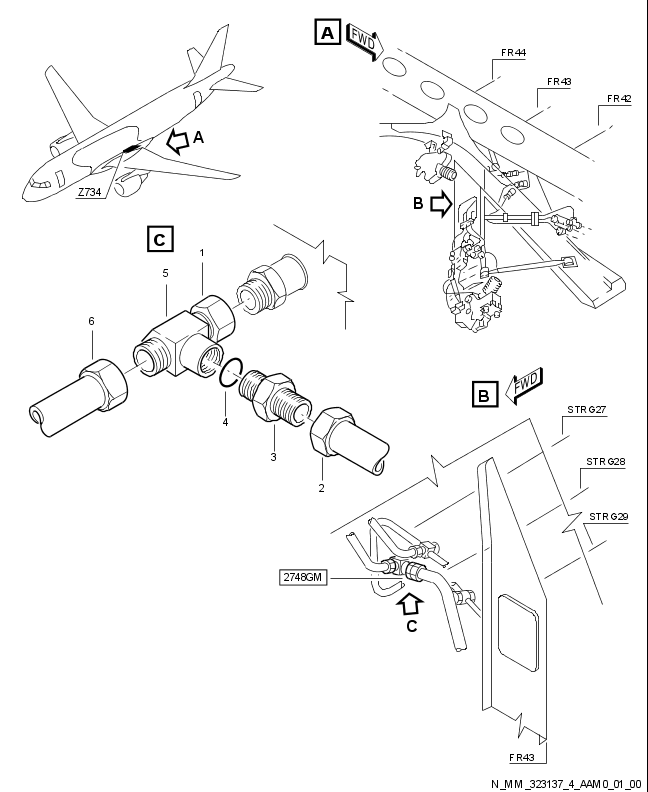 A
FWD
FR44
FR43
FR42
A
Z734
B
C
1
5
6
4
3
2
B
FWD
STRG27
STRG28
STRG29
2748GM
C
FR43
N_MM_323137_4_AAM0_01_00